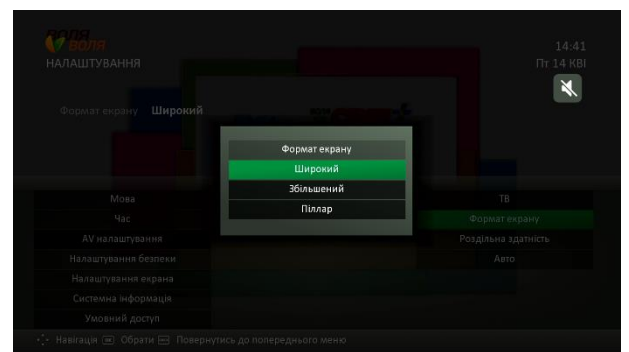 воля
ВОЛЯ
НАЛАШТУВАННЯ
14:41
Пт 14 КВІ
Формат екрану Широкий
Формат екрану
Широкий
Збільшений
Піллар
Мова
Час
AV налаштування
Налаштування безпеки
Налаштування екрана
Системна інформація
Умовний доступ
ТВ
Формат екрану
Роздільна здатність
Авто
Навігація OK Обрати Повернутись до попереднього меню